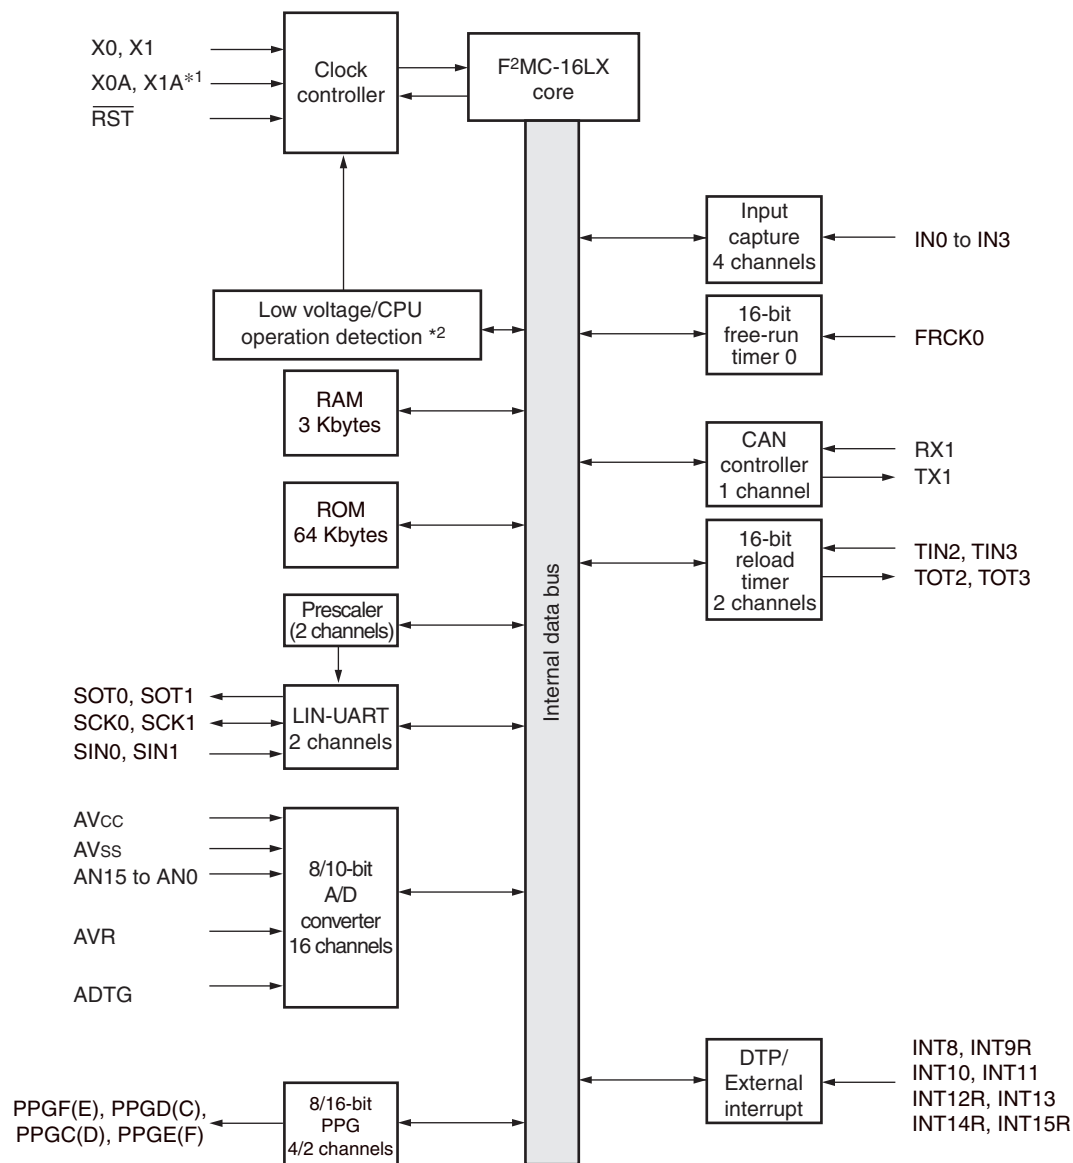 X0, X1
X0A, X1A*1
RST
Clock
controller
F2MC-16LX
core
Input
capture
4 channels
IN0 to IN3
Low voltage/CPU
operation detection *2
16-bit
free-run
timer 0
FRCK0
RAM
3 Kbytes
CAN
controller
1 channel
RX1
TX1
ROM
64 Kbytes
16-bit
reload
timer
2 channels
TIN2, TIN3
TOT2, TOT3
Prescaler
(2 channels)
Internal data bus
SOT0, SOT1
SCK0, SCK1
SIN0, SIN1
LIN-UART
2 channels
AVCC
AVSS
AN15 to AN0
AVR
ADTG
8/10-bit
A/D
converter
16 channels
DTP/
External
interrupt
INT8, INT9R
INT10, INT11
INT12R, INT13
INT14R, INT15R
PPGF(E), PPGD(C),
PPGC(D), PPGE(F)
8/16-bit
PPG
4/2 channels